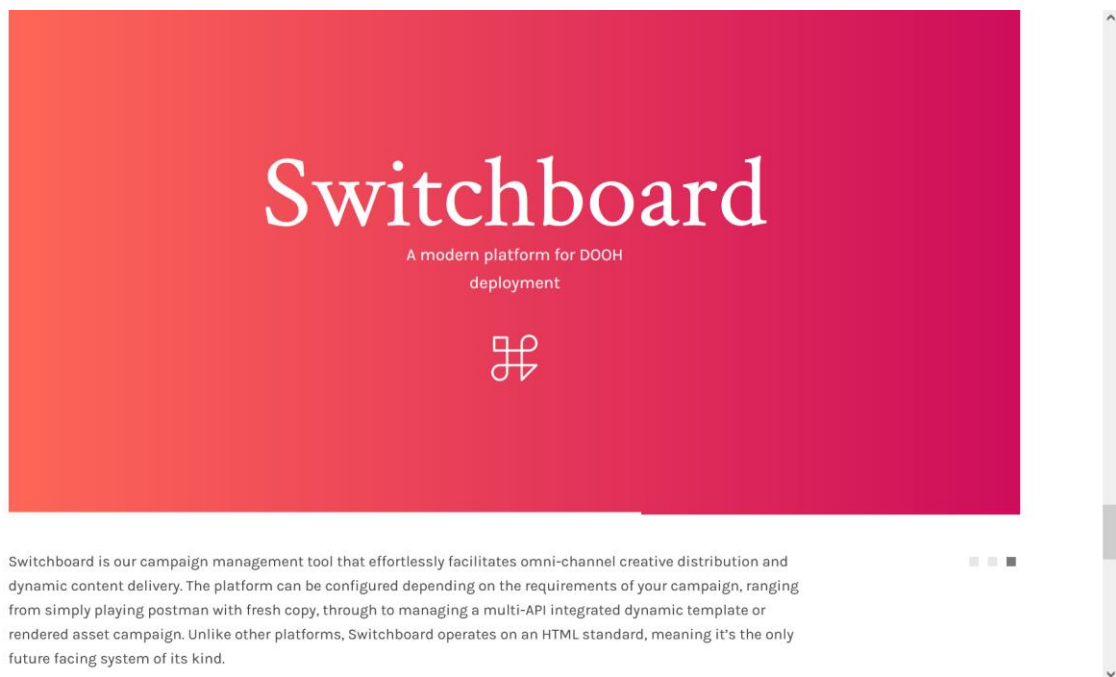 Switchboard
A modern platform for DOOH
deployment
Switchboard is our campaign management tool that effortlessly facilitates omni-channel creative distribution and
dynamic content delivery. The platform can be configured depending on the requirements of your campaign, ranging
from simply playing postman with fresh copy, through to managing a multi-API integrated dynamic template or
rendered asset campaign. Unlike other platforms, Switchboard operates on an HTML standard, meaning it's the only
future facing system of its kind.